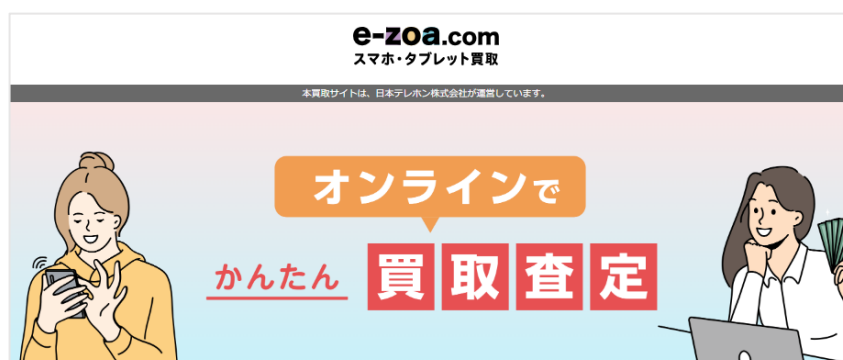 e-zoa.com
スマホ・タブレット買取
本買取サイトは、日本テレホン株式会社が運営しています。
オンラインで
かんたん 買取査定